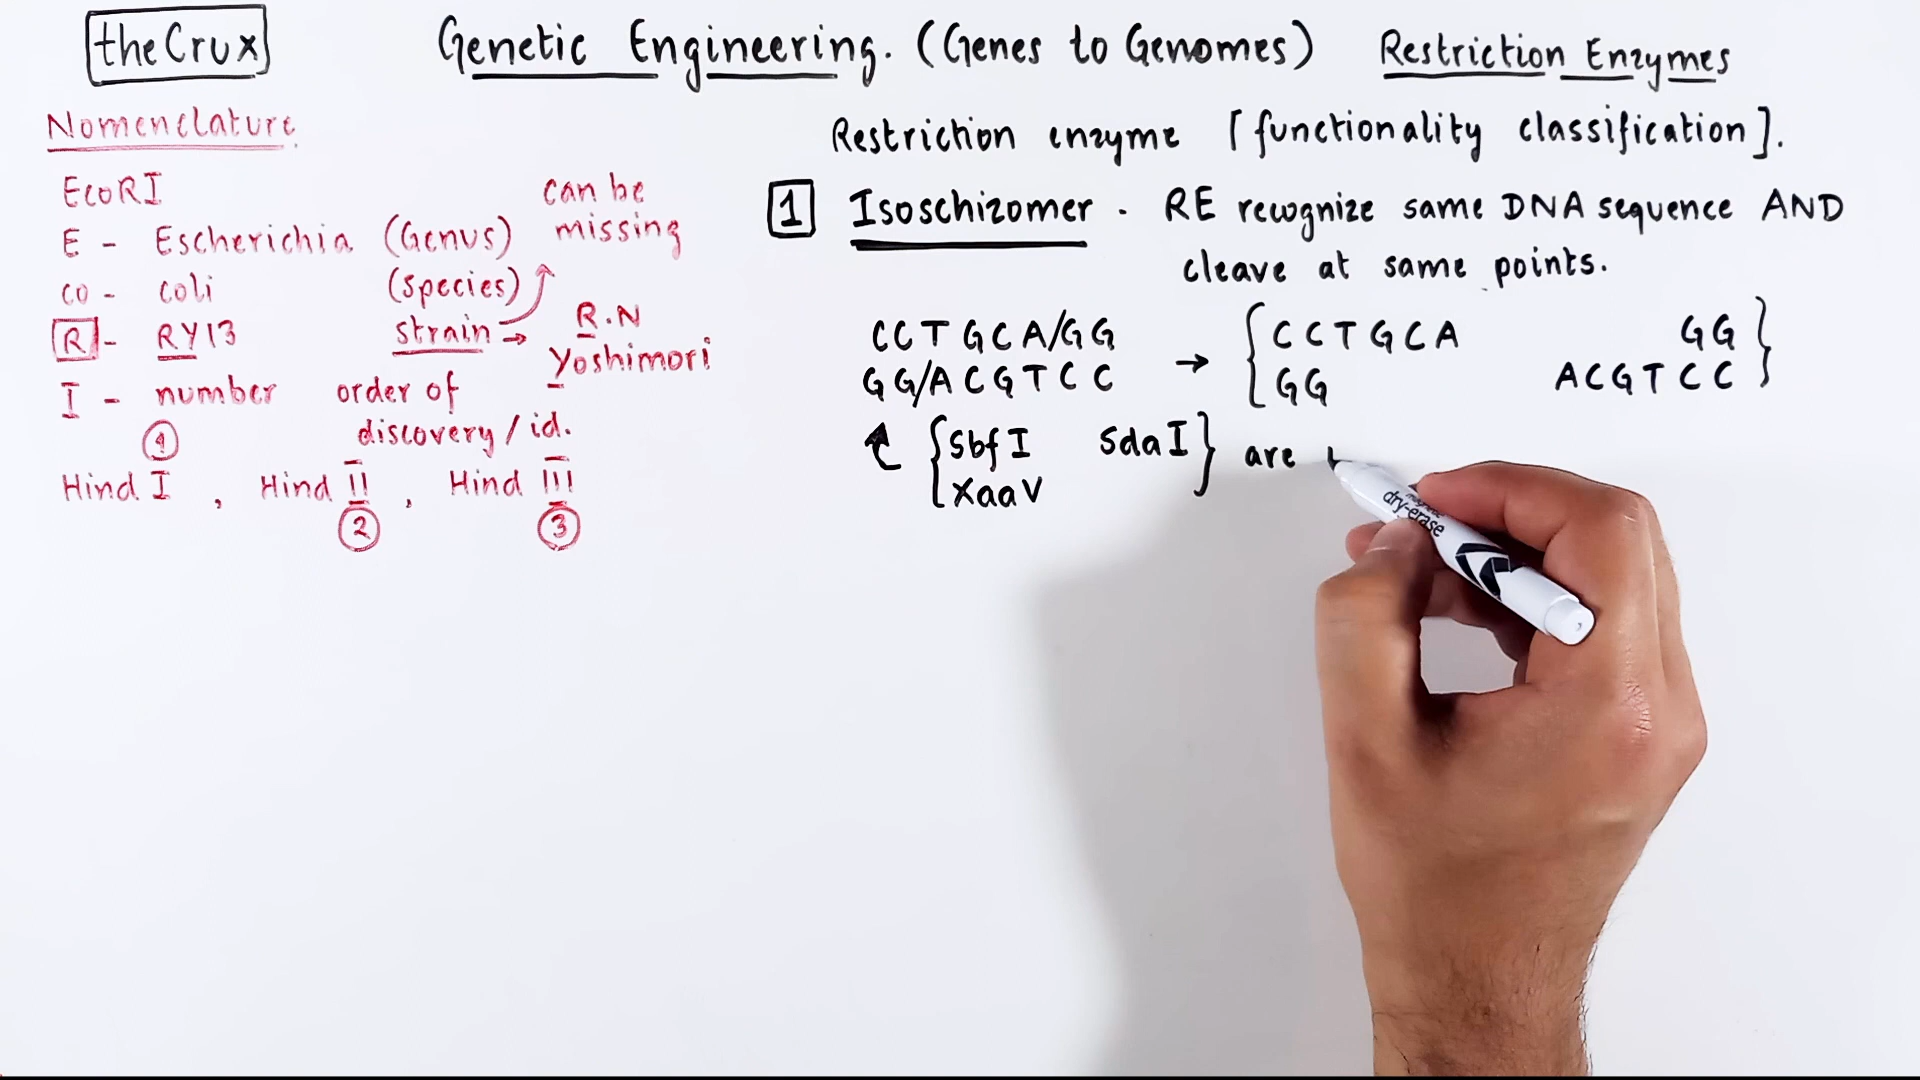 theCrux
Genetic Engineering. (Genes to Genomes)
Restriction Enzymes
Nomenclature.
EcoRI
E - Escherichia (Genus)
co - coli (species)
R - RY13 strain → R.N Yoshimori
can be
missing
I - number order of
discovery / id.
1
Hind I , Hind II , Hind III
2 3
Restriction enzyme [functionality classification].
1 Isoschizomer . RE recognize same DNA sequence AND
cleave at same points.
CCTGCA/GG → { CCTGCA GG }
GG/ACGTCC GG ACGTCC
{ SbfI SdaI } are
XaaV
magnetic
dry-erase